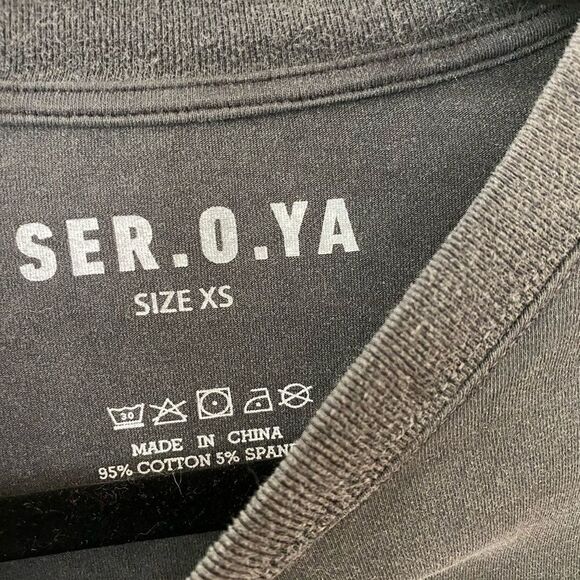 SER.O.YA
SIZE XS
30
MADE IN CHINA
95% COTTON 5% SPAN